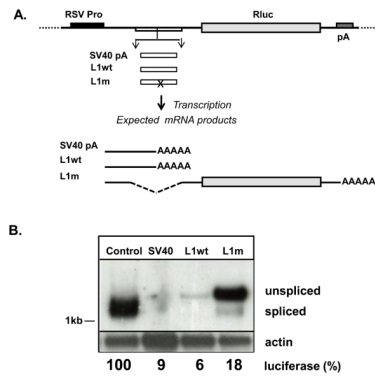 A.
RSV Pro
Rluc
pA
SV40 pA
L1wt
L1m
X
Transcription
Expected mRNA products
SV40 pA
AAAAA
L1wt
AAAAA
L1m
AAAAA
B.
Control SV40 L1wt L1m
unspliced
spliced
1kb
actin
100 9 6 18 luciferase (%)